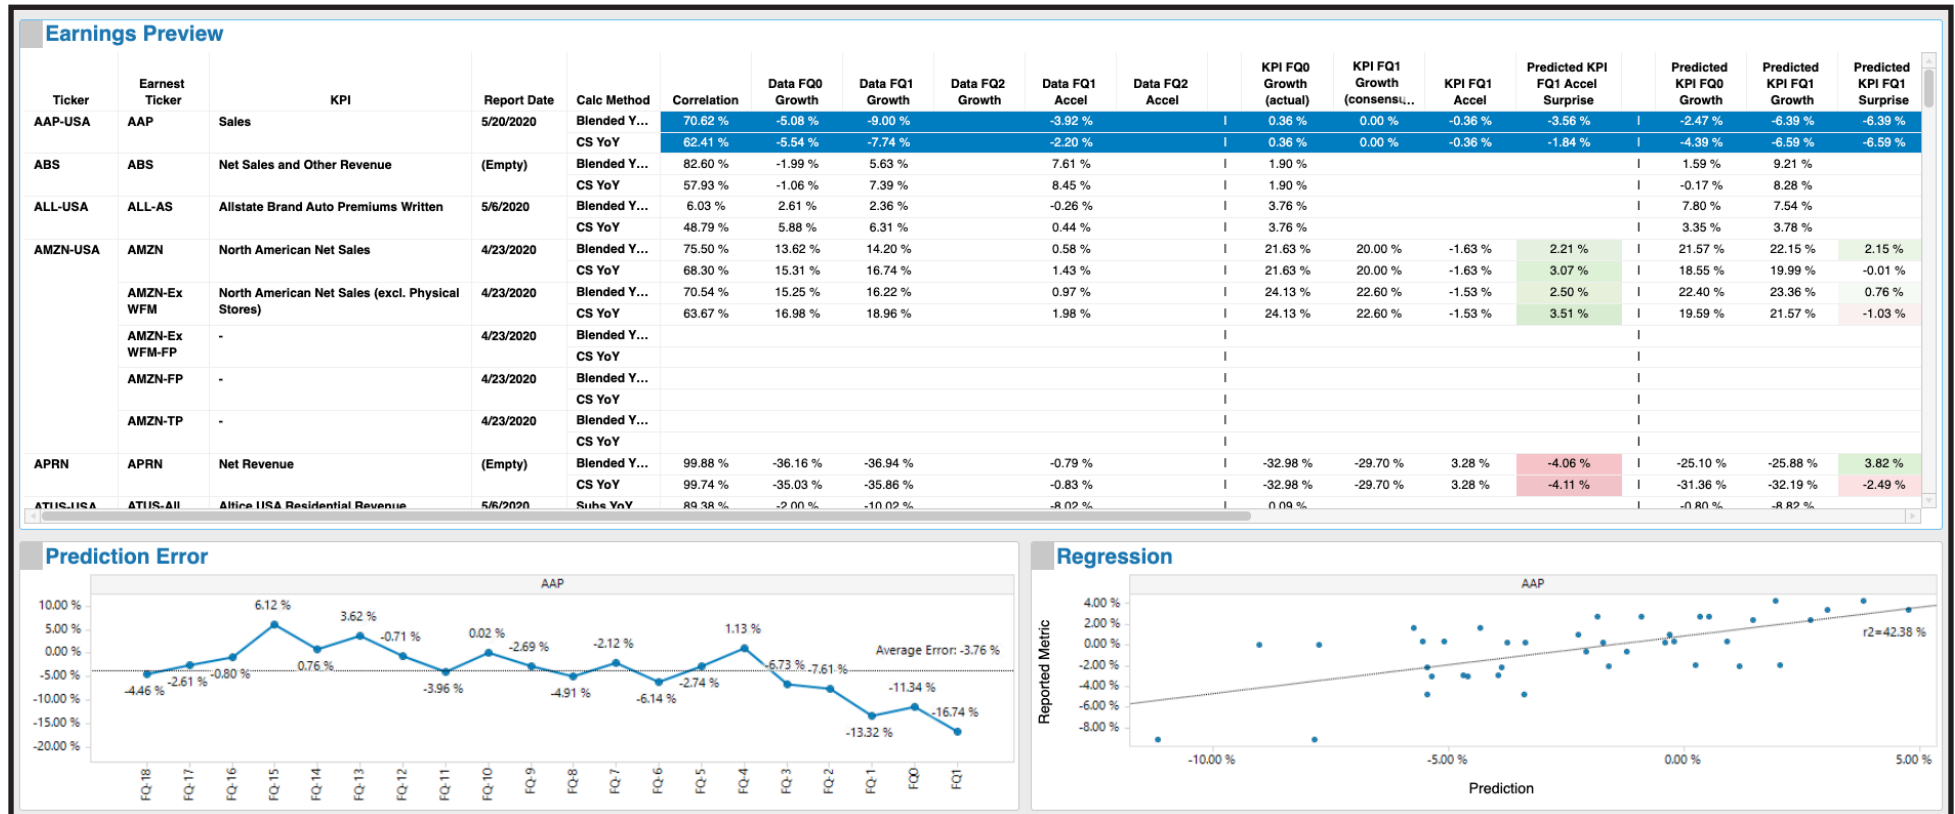 Earnings Preview
Ticker Earnest Ticker KPI Report Date Calc Method Correlation Data FQ0 Growth Data FQ1 Growth Data FQ2 Growth Data FQ1 Accel Data FQ2 Accel KPI FQ0 Growth (actual) KPI FQ1 Growth (consensu... KPI FQ1 Accel Predicted KPI FQ1 Accel Surprise Predicted KPI FQ0 Growth Predicted KPI FQ1 Growth Predicted KPI FQ1 Surprise
AAP-USA AAP Sales 5/20/2020 Blended Y... 70.62 % -5.08 % -9.00 % -3.92 % | 0.36 % 0.00 % -0.36 % -3.56 % | -2.47 % -6.39 % -6.39 %
CS YoY 62.41 % -5.54 % -7.74 % -2.20 % | 0.36 % 0.00 % -0.36 % -1.84 % | -4.39 % -6.59 % -6.59 %
ABS ABS Net Sales and Other Revenue (Empty) Blended Y... 82.60 % -1.99 % 5.63 % 7.61 % | 1.90 % | 1.59 % 9.21 %
CS YoY 57.93 % -1.06 % 7.39 % 8.45 % | 1.90 % | -0.17 % 8.28 %
ALL-USA ALL-AS Allstate Brand Auto Premiums Written 5/6/2020 Blended Y... 6.03 % 2.61 % 2.36 % -0.26 % | 3.76 % | 7.80 % 7.54 %
CS YoY 48.79 % 5.88 % 6.31 % 0.44 % | 3.76 % | 3.35 % 3.78 %
AMZN-USA AMZN North American Net Sales 4/23/2020 Blended Y... 75.50 % 13.62 % 14.20 % 0.58 % | 21.63 % 20.00 % -1.63 % 2.21 % | 21.57 % 22.15 % 2.15 %
CS YoY 68.30 % 15.31 % 16.74 % 1.43 % | 21.63 % 20.00 % -1.63 % 3.07 % | 18.55 % 19.99 % -0.01 %
AMZN-Ex WFM North American Net Sales (excl. Physical Stores) 4/23/2020 Blended Y... 70.54 % 15.25 % 16.22 % 0.97 % | 24.13 % 22.60 % -1.53 % 2.50 % | 22.40 % 23.36 % 0.76 %
CS YoY 63.67 % 16.98 % 18.96 % 1.98 % | 24.13 % 22.60 % -1.53 % 3.51 % | 19.59 % 21.57 % -1.03 %
AMZN-Ex WFM-FP - 4/23/2020 Blended Y... | |
CS YoY | |
AMZN-FP - 4/23/2020 Blended Y... | |
CS YoY | |
AMZN-TP - 4/23/2020 Blended Y... | |
CS YoY | |
APRN APRN Net Revenue (Empty) Blended Y... 99.88 % -36.16 % -36.94 % -0.79 % | -32.98 % -29.70 % 3.28 % -4.06 % | -25.10 % -25.88 % 3.82 %
CS YoY 99.74 % -35.03 % -35.86 % -0.83 % | -32.98 % -29.70 % 3.28 % -4.11 % | -31.36 % -32.19 % -2.49 %
ATUS-USA ATUS-All Altice USA Residential Revenue 5/6/2020 Subs YoY 89.38 % -2.00 % -10.02 % -8.02 % | 0.09 % | -0.80 % -8.82 %
Prediction Error
AAP
10.00 %
5.00 %
0.00 %
-5.00 %
-10.00 %
-15.00 %
-20.00 %
-4.46 %
-2.61 %
-0.80 %
6.12 %
0.76 %
3.62 %
-0.71 %
-3.96 %
0.02 %
-2.69 %
-4.91 %
-2.12 %
-6.14 %
-2.74 %
1.13 %
-6.73 %
-7.61 %
-13.32 %
-11.34 %
-16.74 %
Average Error: -3.76 %
FQ-18 FQ-17 FQ-16 FQ-15 FQ-14 FQ-13 FQ-12 FQ-11 FQ-10 FQ-9 FQ-8 FQ-7 FQ-6 FQ-5 FQ-4 FQ-3 FQ-2 FQ-1 FQ0 FQ1
Regression
AAP
Reported Metric
4.00 %
2.00 %
0.00 %
-2.00 %
-4.00 %
-6.00 %
-8.00 %
r2=42.38 %
-10.00 % -5.00 % 0.00 % 5.00 %
Prediction